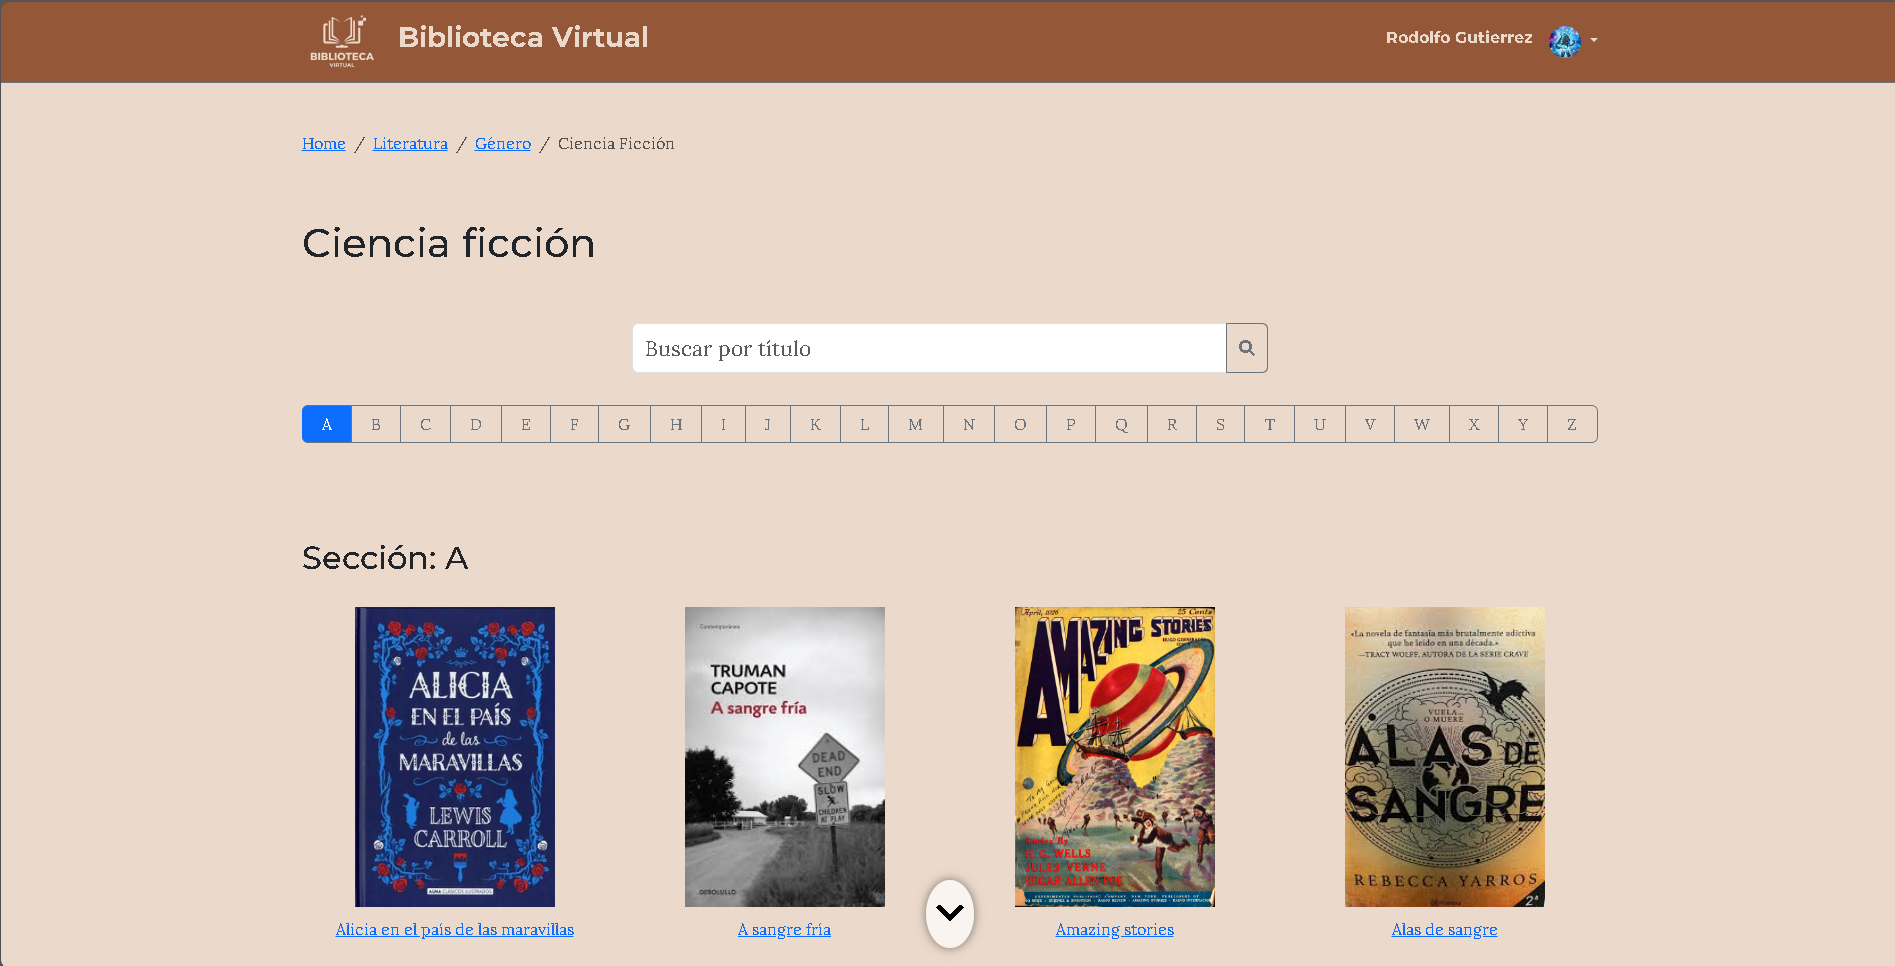 BIBLIOTECA
VIRTUAL
Biblioteca Virtual
Rodolfo Gutierrez
Home / Literatura / Género / Ciencia Ficción
Ciencia ficción
Buscar por título
A B C D E F G H I J K L M N O P Q R S T U V W X Y Z
Sección: A
ALICIA
EN EL PAÍS
de las
MARAVILLAS
LEWIS
CARROLL
ALMA CLÁSICOS ILUSTRADOS
Alicia en el país de las maravillas
Contemporánea
TRUMAN
CAPOTE
A sangre fría
DEAD
END
SLOW
CHILDREN
AT PLAY
DEBOLSILLO
A sangre fría
April, 1926
25 Cents
AMAZING STORIES
HUGO GERNSBACK
Stories By
H. G. WELLS
JULES VERNE
EDGAR ALLEN POE
Amazing stories
«La novela de fantasía más brutalmente adictiva
que he leído en una década.»
—TRACY WOLFF, AUTORA DE LA SERIE CRAVE
VUELA...
O MUERE
ALAS DE
SANGRE
REBECCA YARROS
Planeta
2ª
Alas de sangre